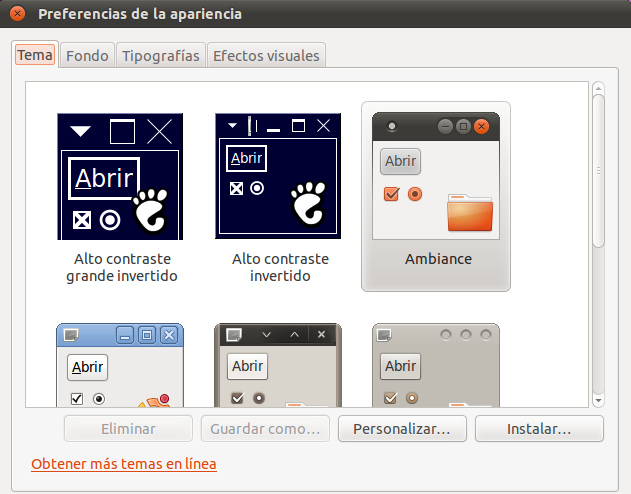 Preferencias de la apariencia
Tema
Fondo
Tipografías
Efectos visuales
Abrir
Abrir
Abrir
Alto contraste
grande invertido
Alto contraste
invertido
Ambiance
Abrir
Abrir
Abrir
Eliminar
Guardar como...
Personalizar...
Instalar...
Obtener más temas en línea